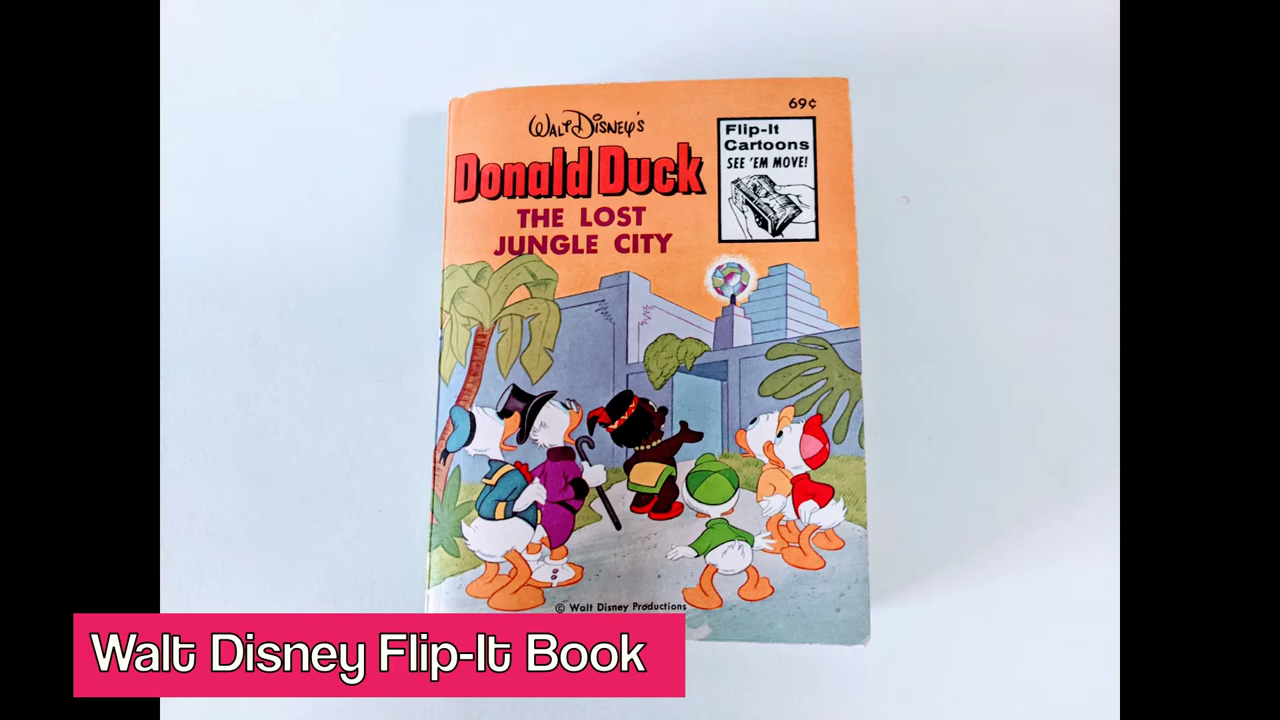 69¢
WALT DISNEY'S
Donald Duck
THE LOST
JUNGLE CITY
Flip-It
Cartoons
SEE 'EM MOVE!
© Walt Disney Productions
Walt Disney Flip-It Book